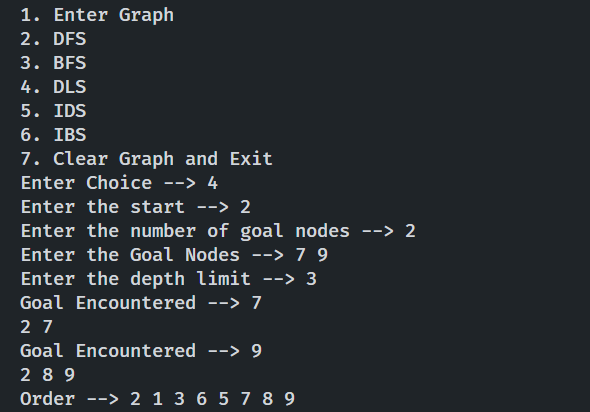 1. Enter Graph
2. DFS
3. BFS
4. DLS
5. IDS
6. IBS
7. Clear Graph and Exit
Enter Choice --> 4
Enter the start --> 2
Enter the number of goal nodes --> 2
Enter the Goal Nodes --> 7 9
Enter the depth limit --> 3
Goal Encountered --> 7
2 7
Goal Encountered --> 9
2 8 9
Order --> 2 1 3 6 5 7 8 9